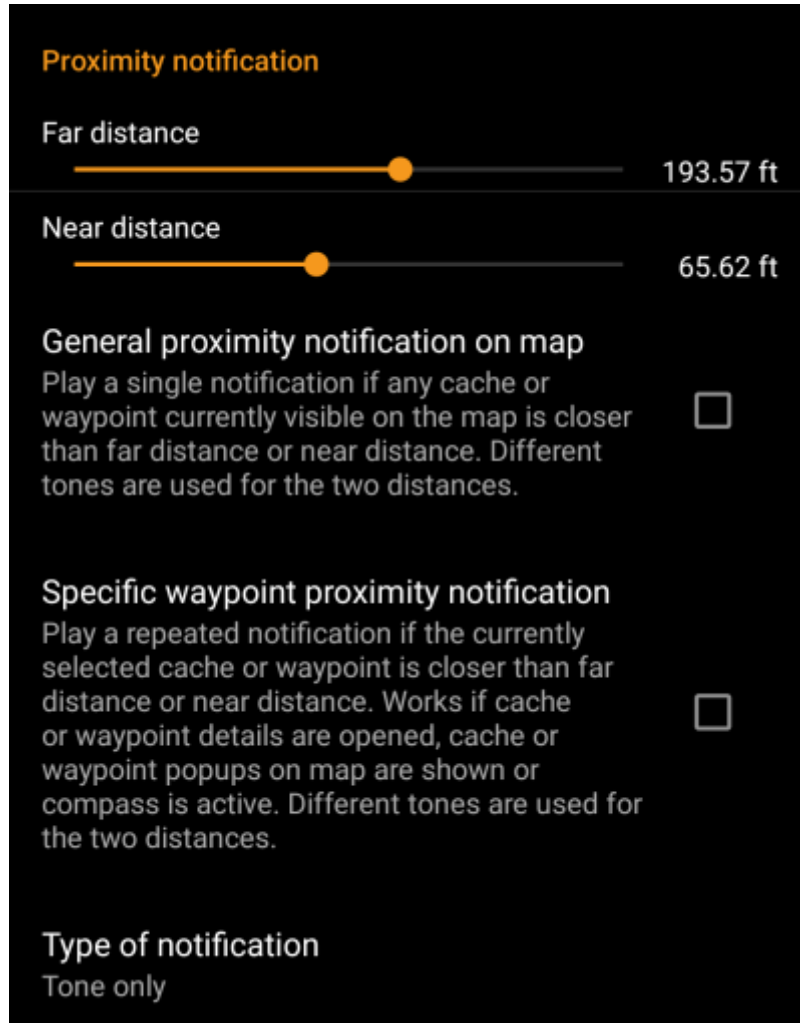 Proximity notification
Far distance
193.57 ft
Near distance
65.62 ft
General proximity notification on map
Play a single notification if any cache or
waypoint currently visible on the map is closer
than far distance or near distance. Different
tones are used for the two distances.
Specific waypoint proximity notification
Play a repeated notification if the currently
selected cache or waypoint is closer than far
distance or near distance. Works if cache
or waypoint details are opened, cache or
waypoint popups on map are shown or
compass is active. Different tones are used for
the two distances.
Type of notification
Tone only